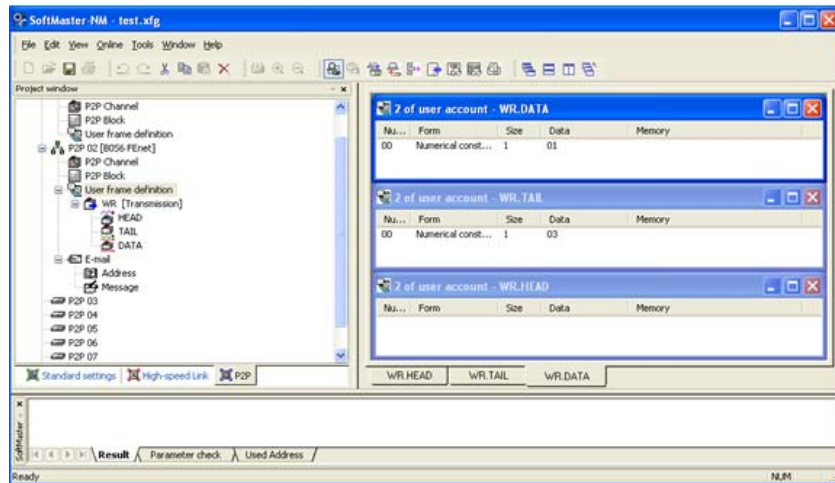 SoftMaster-NM - test.xfg
File Edit View Online Tools Window Help
Project window
P2P Channel
P2P Block
User frame definition
P2P 02 [B0S6 FEnet]
P2P Channel
P2P Block
User frame definition
WR [Transmission]
HEAD
TAIL
DATA
E-mail
Address
Message
P2P 03
P2P 04
P2P 05
P2P 06
P2P 07
Standard settings High-speed Link P2P
2 of user account - WR.DATA
Nu... Form Size Data Memory
00 Numerical const... 1 01
2 of user account - WR.TAIL
Nu... Form Size Data Memory
00 Numerical const... 1 03
2 of user account - WR.HEAD
Nu... Form Size Data Memory
WR.HEAD WR.TAIL WR.DATA
SoftMaster -
Result Parameter check Used Address
Ready NUM